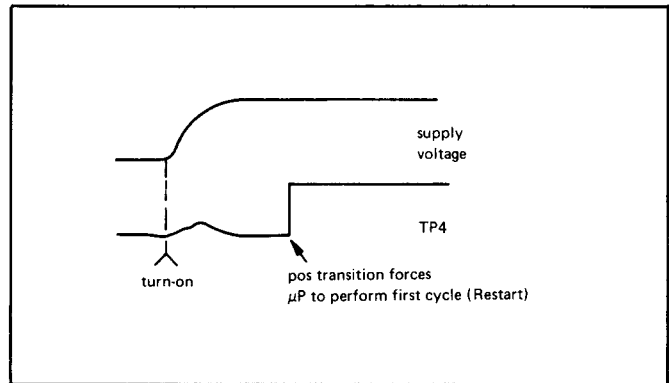 supply
voltage
TP4
turn-on
pos transition forces
μP to perform first cycle (Restart)